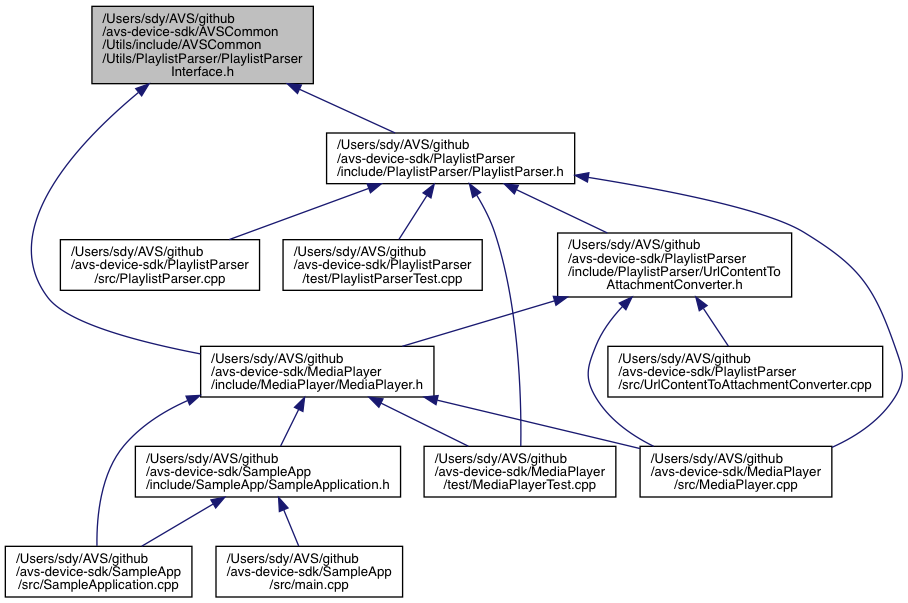 /Users/sdy/AVS/github
/avs-device-sdk/AVSCommon
/Utils/include/AVSCommon
/Utils/PlaylistParser/PlaylistParser
Interface.h
/Users/sdy/AVS/github
/avs-device-sdk/PlaylistParser
/include/PlaylistParser/PlaylistParser.h
/Users/sdy/AVS/github
/avs-device-sdk/PlaylistParser
/src/PlaylistParser.cpp
/Users/sdy/AVS/github
/avs-device-sdk/PlaylistParser
/test/PlaylistParserTest.cpp
/Users/sdy/AVS/github
/avs-device-sdk/PlaylistParser
/include/PlaylistParser/UrlContentTo
AttachmentConverter.h
/Users/sdy/AVS/github
/avs-device-sdk/MediaPlayer
/include/MediaPlayer/MediaPlayer.h
/Users/sdy/AVS/github
/avs-device-sdk/PlaylistParser
/src/UrlContentToAttachmentConverter.cpp
/Users/sdy/AVS/github
/avs-device-sdk/SampleApp
/include/SampleApp/SampleApplication.h
/Users/sdy/AVS/github
/avs-device-sdk/MediaPlayer
/test/MediaPlayerTest.cpp
/Users/sdy/AVS/github
/avs-device-sdk/MediaPlayer
/src/MediaPlayer.cpp
/Users/sdy/AVS/github
/avs-device-sdk/SampleApp
/src/SampleApplication.cpp
/Users/sdy/AVS/github
/avs-device-sdk/SampleApp
/src/main.cpp